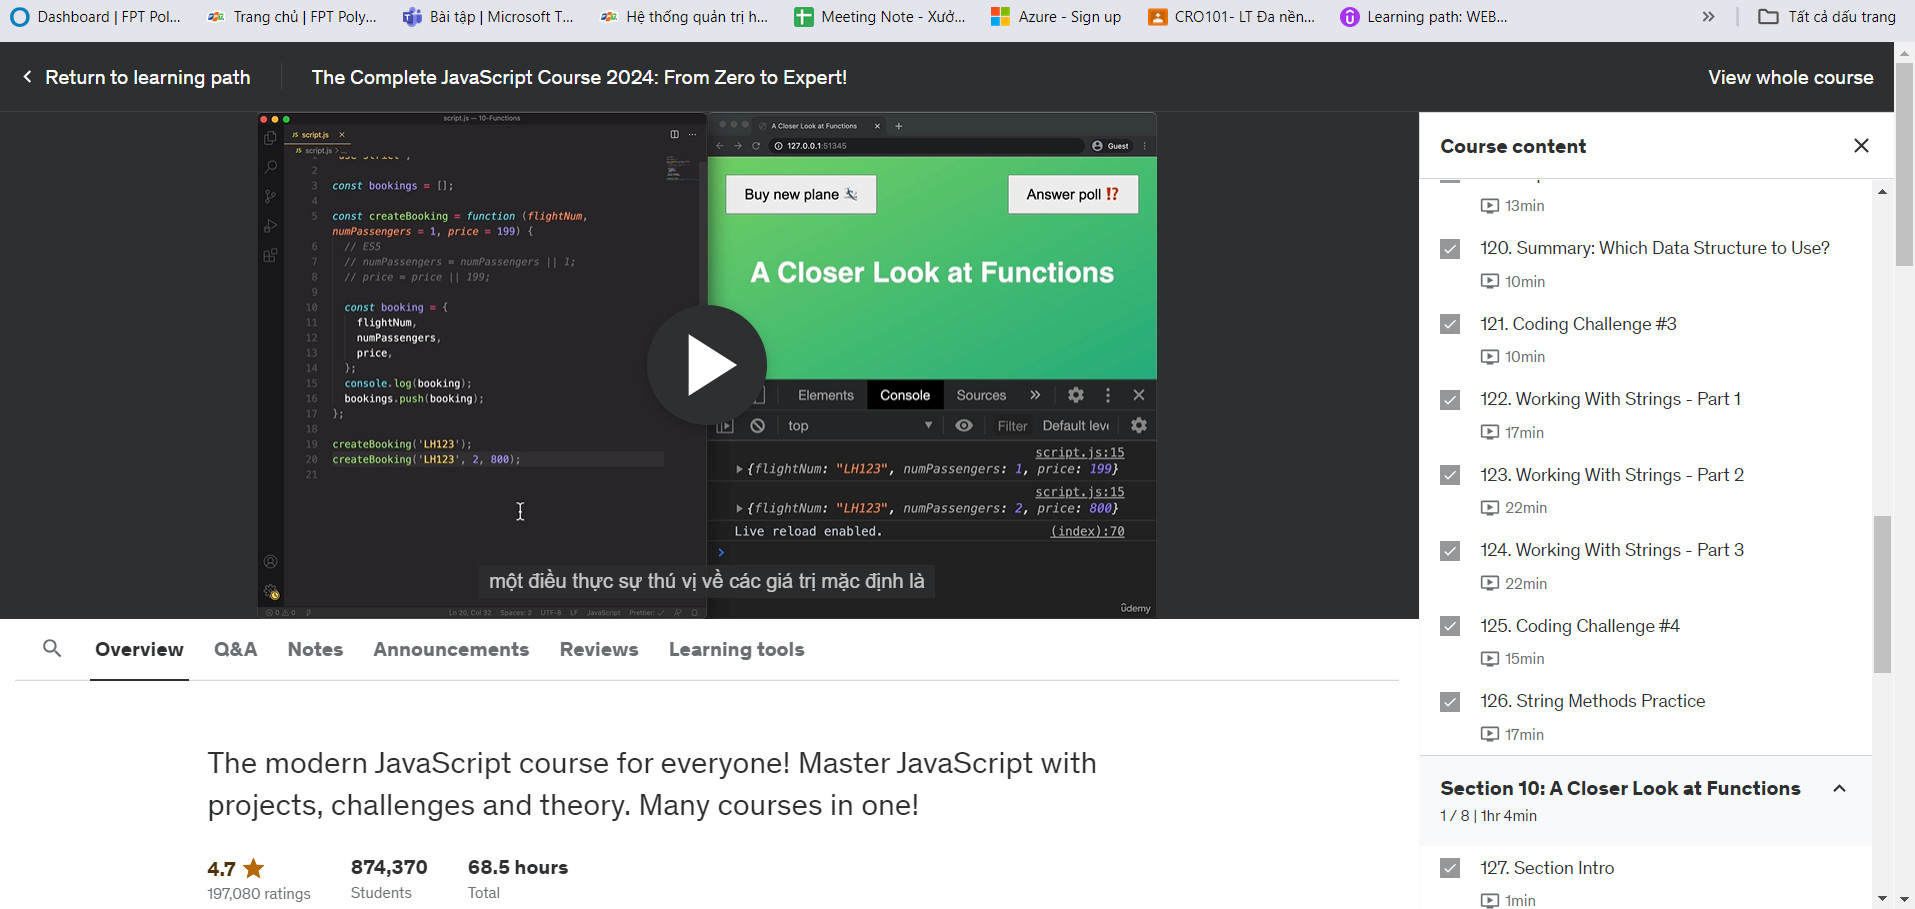 Dashboard | FPT Pol...
Trang chủ | FPT Poly...
Bài tập | Microsoft T...
Hệ thống quản trị h...
Meeting Note - Xưở...
Azure - Sign up
CRO101- LT Đa nền...
Learning path: WEB...
Tất cả dấu trang
Return to learning path
The Complete JavaScript Course 2024: From Zero to Expert!
View whole course
script.js — 10-Functions
JS script.js
JS script.js > ...
2
3 const bookings = [];
4
5 const createBooking = function (flightNum,
numPassengers = 1, price = 199) {
6 // ES5
7 // numPassengers = numPassengers || 1;
8 // price = price || 199;
9
10 const booking = {
11 flightNum,
12 numPassengers,
13 price,
14 };
15 console.log(booking);
16 bookings.push(booking);
17 };
18
19 createBooking('LH123');
20 createBooking('LH123', 2, 800);
21
Ln 20, Col 32 Spaces: 2 UTF-8 LF JavaScript Prettier: ✓
A Closer Look at Functions
127.0.0.1:51345
Guest
Buy new plane
Answer poll ⁉
A Closer Look at Functions
Elements
Console
Sources
top
Filter
Default leve
script.js:15
{flightNum: "LH123", numPassengers: 1, price: 199}
script.js:15
{flightNum: "LH123", numPassengers: 2, price: 800}
Live reload enabled.
(index):70
một điều thực sự thú vị về các giá trị mặc định là
ûdemy
Course content
13min
120. Summary: Which Data Structure to Use?
10min
121. Coding Challenge #3
10min
122. Working With Strings - Part 1
17min
123. Working With Strings - Part 2
22min
124. Working With Strings - Part 3
22min
125. Coding Challenge #4
15min
126. String Methods Practice
17min
Section 10: A Closer Look at Functions
1 / 8 | 1hr 4min
127. Section Intro
1min
Overview
Q&A
Notes
Announcements
Reviews
Learning tools
The modern JavaScript course for everyone! Master JavaScript with
projects, challenges and theory. Many courses in one!
4.7
197,080 ratings
874,370
Students
68.5 hours
Total